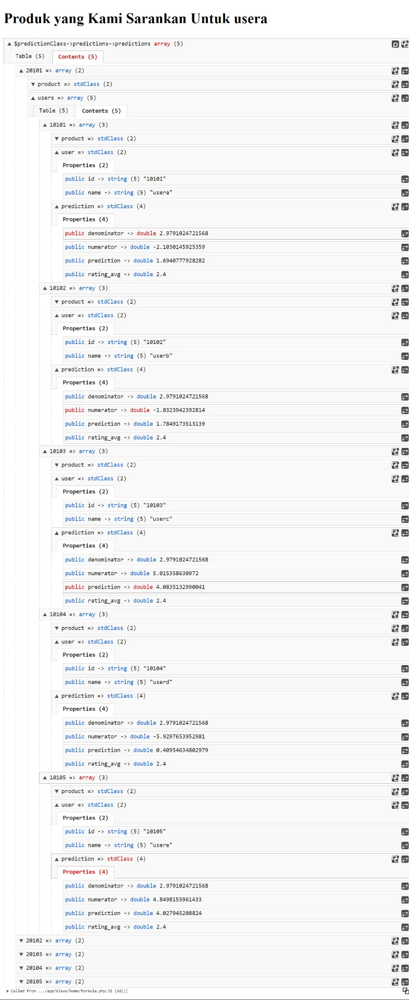 Produk yang Kami Sarankan Untuk usera
▲ $predictionClass->predictions->predictions array (5)
Table (5) Contents (5)
▲ 20101 => array (2)
▼ product => stdClass (2)
▲ users => array (5)
Table (5) Contents (5)
▲ 10101 => array (3)
▼ product => stdClass (2)
▲ user => stdClass (2)
Properties (2)
public id -> string (5) "10101"
public name -> string (5) "usera"
▲ prediction => stdClass (4)
Properties (4)
public denominator -> double 2.9791024721568
public numerator -> double -2.1030145925359
public prediction -> double 1.6940777928282
public rating_avg -> double 2.4
▲ 10102 => array (3)
▼ product => stdClass (2)
▲ user => stdClass (2)
Properties (2)
public id -> string (5) "10102"
public name -> string (5) "userb"
▲ prediction => stdClass (4)
Properties (4)
public denominator -> double 2.9791024721568
public numerator -> double -1.8323942392814
public prediction -> double 1.7849173513139
public rating_avg -> double 2.4
▲ 10103 => array (3)
▼ product => stdClass (2)
▲ user => stdClass (2)
Properties (2)
public id -> string (5) "10103"
public name -> string (5) "userc"
▲ prediction => stdClass (4)
Properties (4)
public denominator -> double 2.9791024721568
public numerator -> double 5.015358630972
public prediction -> double 4.0835132990041
public rating_avg -> double 2.4
▲ 10104 => array (3)
▼ product => stdClass (2)
▲ user => stdClass (2)
Properties (2)
public id -> string (5) "10104"
public name -> string (5) "userd"
▲ prediction => stdClass (4)
Properties (4)
public denominator -> double 2.9791024721568
public numerator -> double -5.9297653952981
public prediction -> double 0.40954634802979
public rating_avg -> double 2.4
▲ 10105 => array (3)
▼ product => stdClass (2)
▲ user => stdClass (2)
Properties (2)
public id -> string (5) "10105"
public name -> string (5) "usere"
▲ prediction => stdClass (4)
Properties (4)
public denominator -> double 2.9791024721568
public numerator -> double 4.8498155961433
public prediction -> double 4.027945208824
public rating_avg -> double 2.4
▼ 20102 => array (2)
▼ 20103 => array (2)
▼ 20104 => array (2)
▼ 20105 => array (2)
▼ Called from .../app/Views/home/formula.php:32 [dd()]